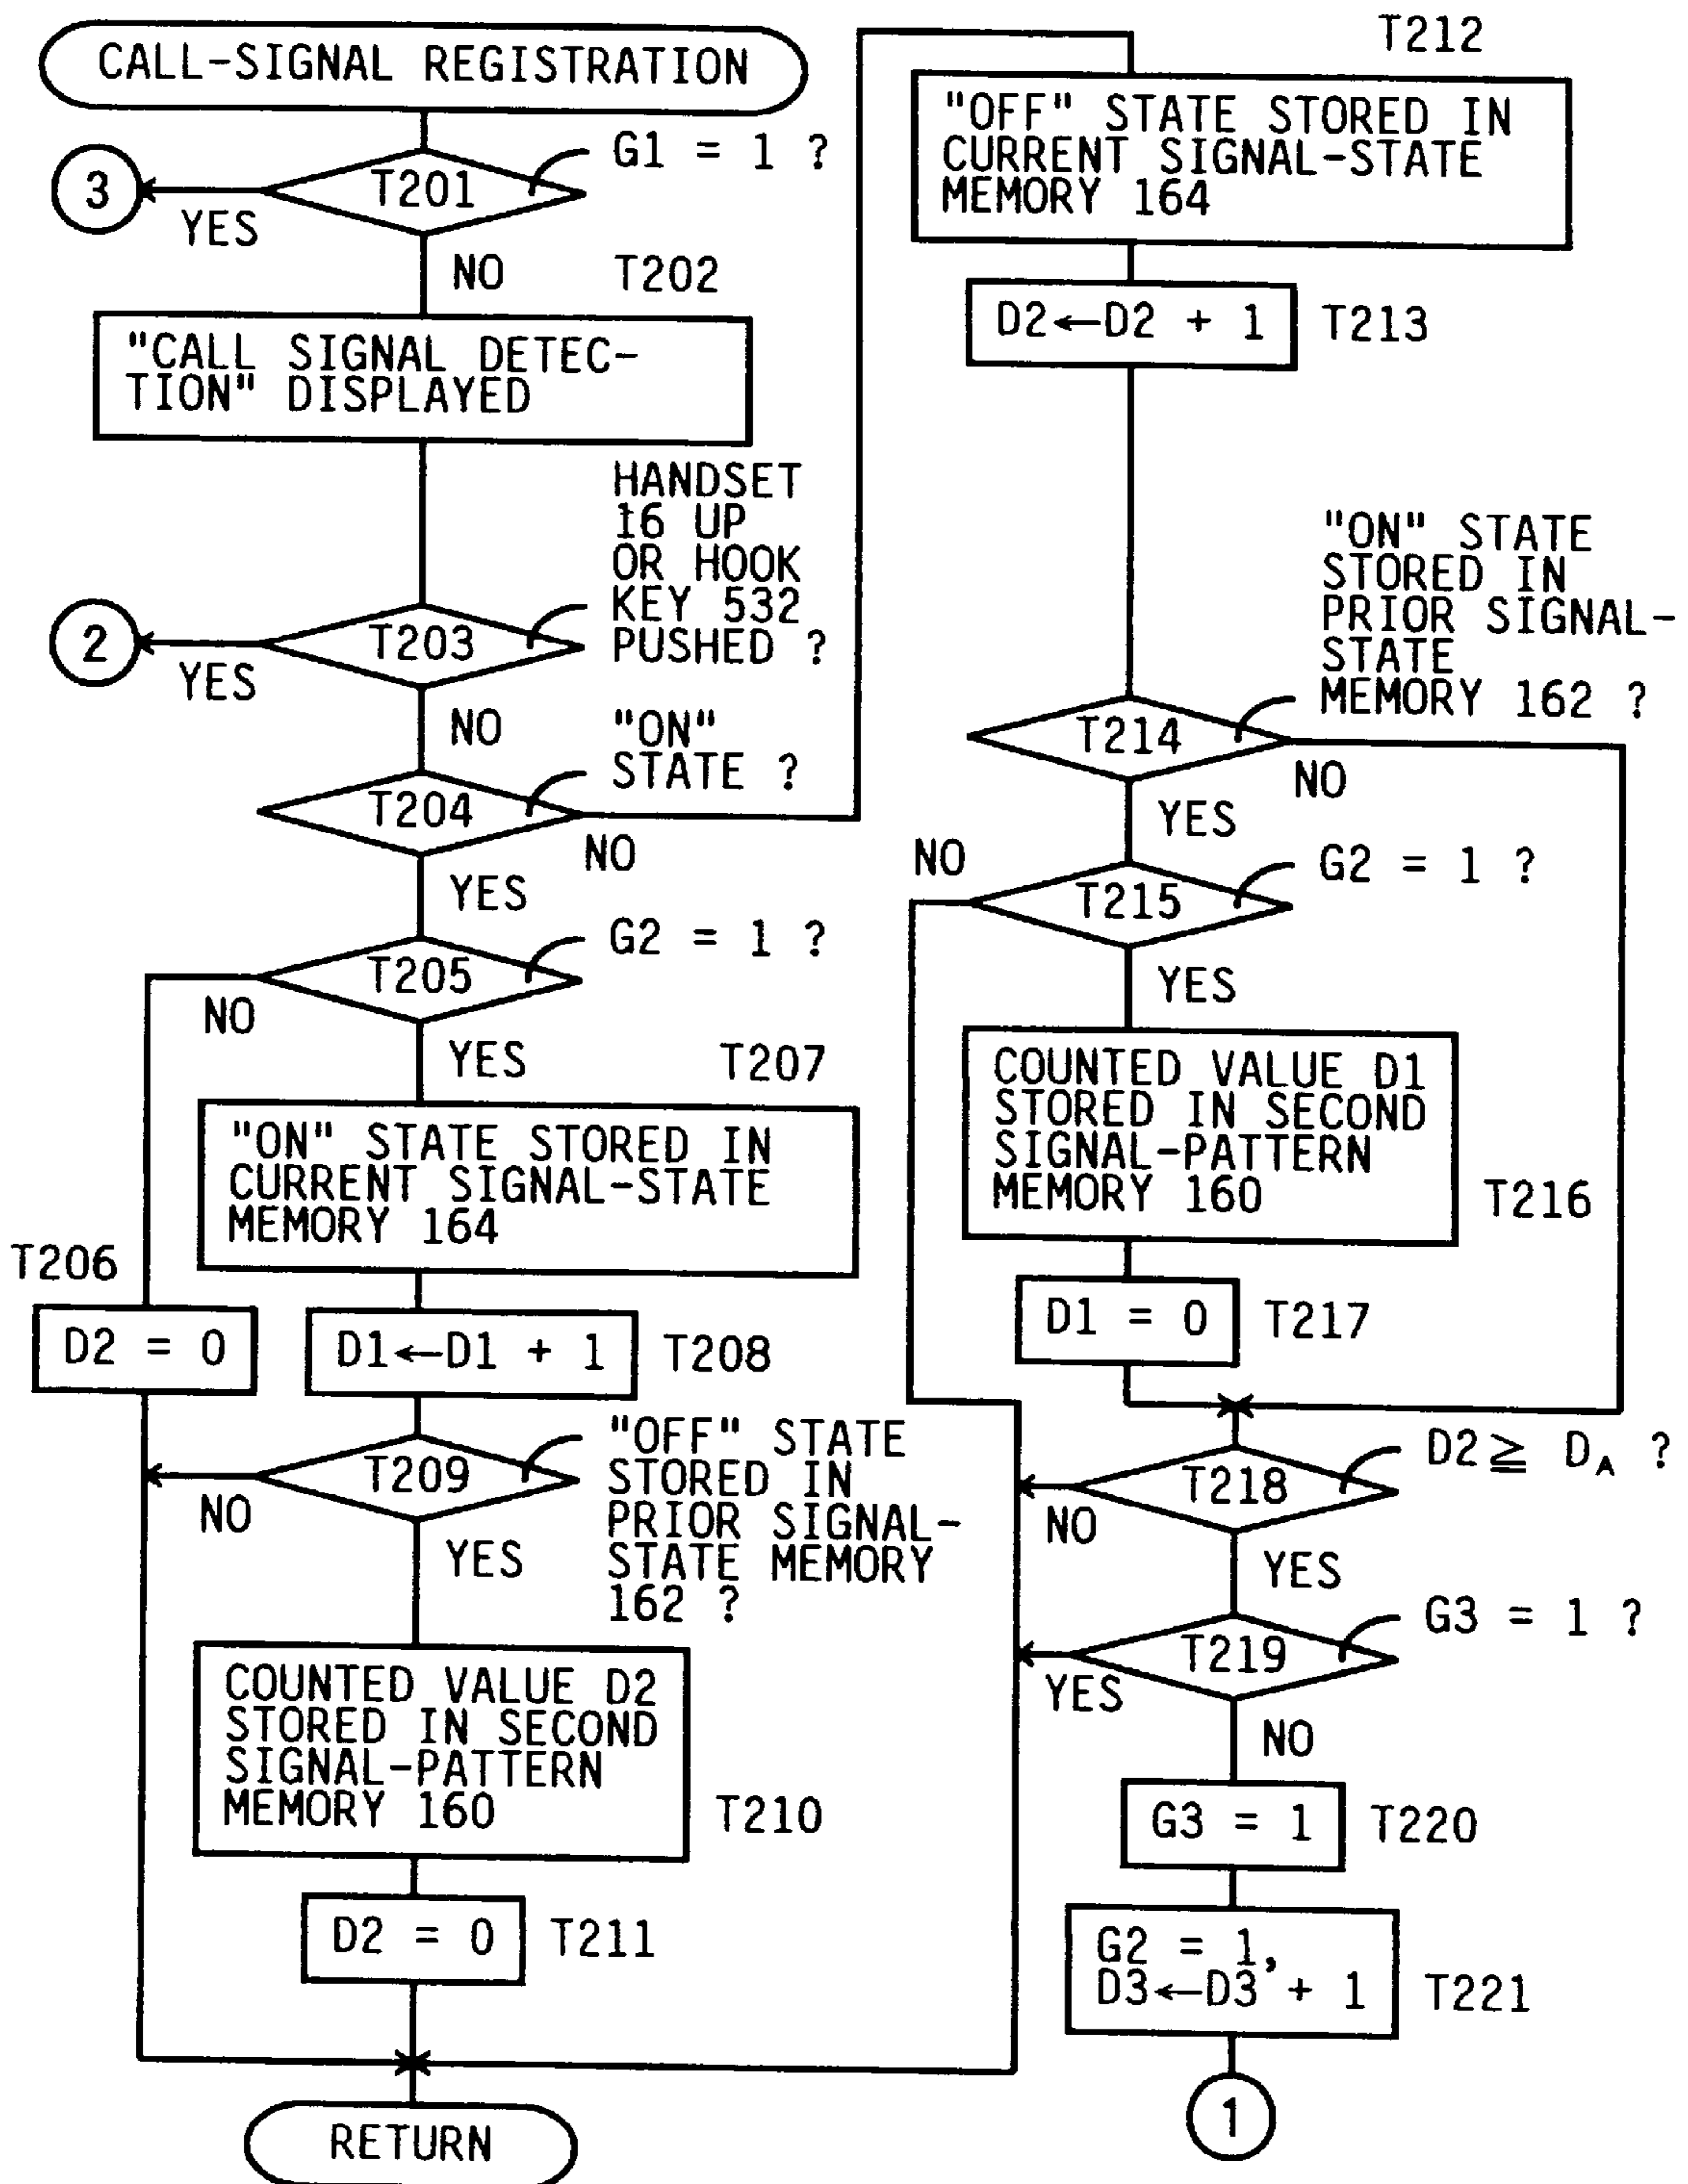 CALL-SIGNAL REGISTRATION
G1 = 1 ?
T201
3
YES
NO
T202
"CALL SIGNAL DETEC-
TION" DISPLAYED
HANDSET
16 UP
OR HOOK
KEY 532
PUSHED ?
T203
2
YES
NO
"ON"
STATE ?
T204
NO
YES
G2 = 1 ?
T205
NO
YES
T207
"ON" STATE STORED IN
CURRENT SIGNAL-STATE
MEMORY 164
T206
D2 = 0
D1←D1 + 1
T208
"OFF" STATE
STORED IN
PRIOR SIGNAL-
STATE MEMORY
162 ?
T209
NO
YES
COUNTED VALUE D2
STORED IN SECOND
SIGNAL-PATTERN
MEMORY 160
T210
D2 = 0
T211
RETURN
T212
"OFF" STATE STORED IN
CURRENT SIGNAL-STATE
MEMORY 164
D2←D2 + 1
T213
"ON" STATE
STORED IN
PRIOR SIGNAL-
STATE
MEMORY 162 ?
T214
NO
YES
NO
G2 = 1 ?
T215
YES
COUNTED VALUE D1
STORED IN SECOND
SIGNAL-PATTERN
MEMORY 160
T216
D1 = 0
T217
D2 ≧ DA ?
T218
NO
YES
G3 = 1 ?
T219
YES
NO
G3 = 1
T220
G2 = 1,
D3←D3 + 1
T221
1